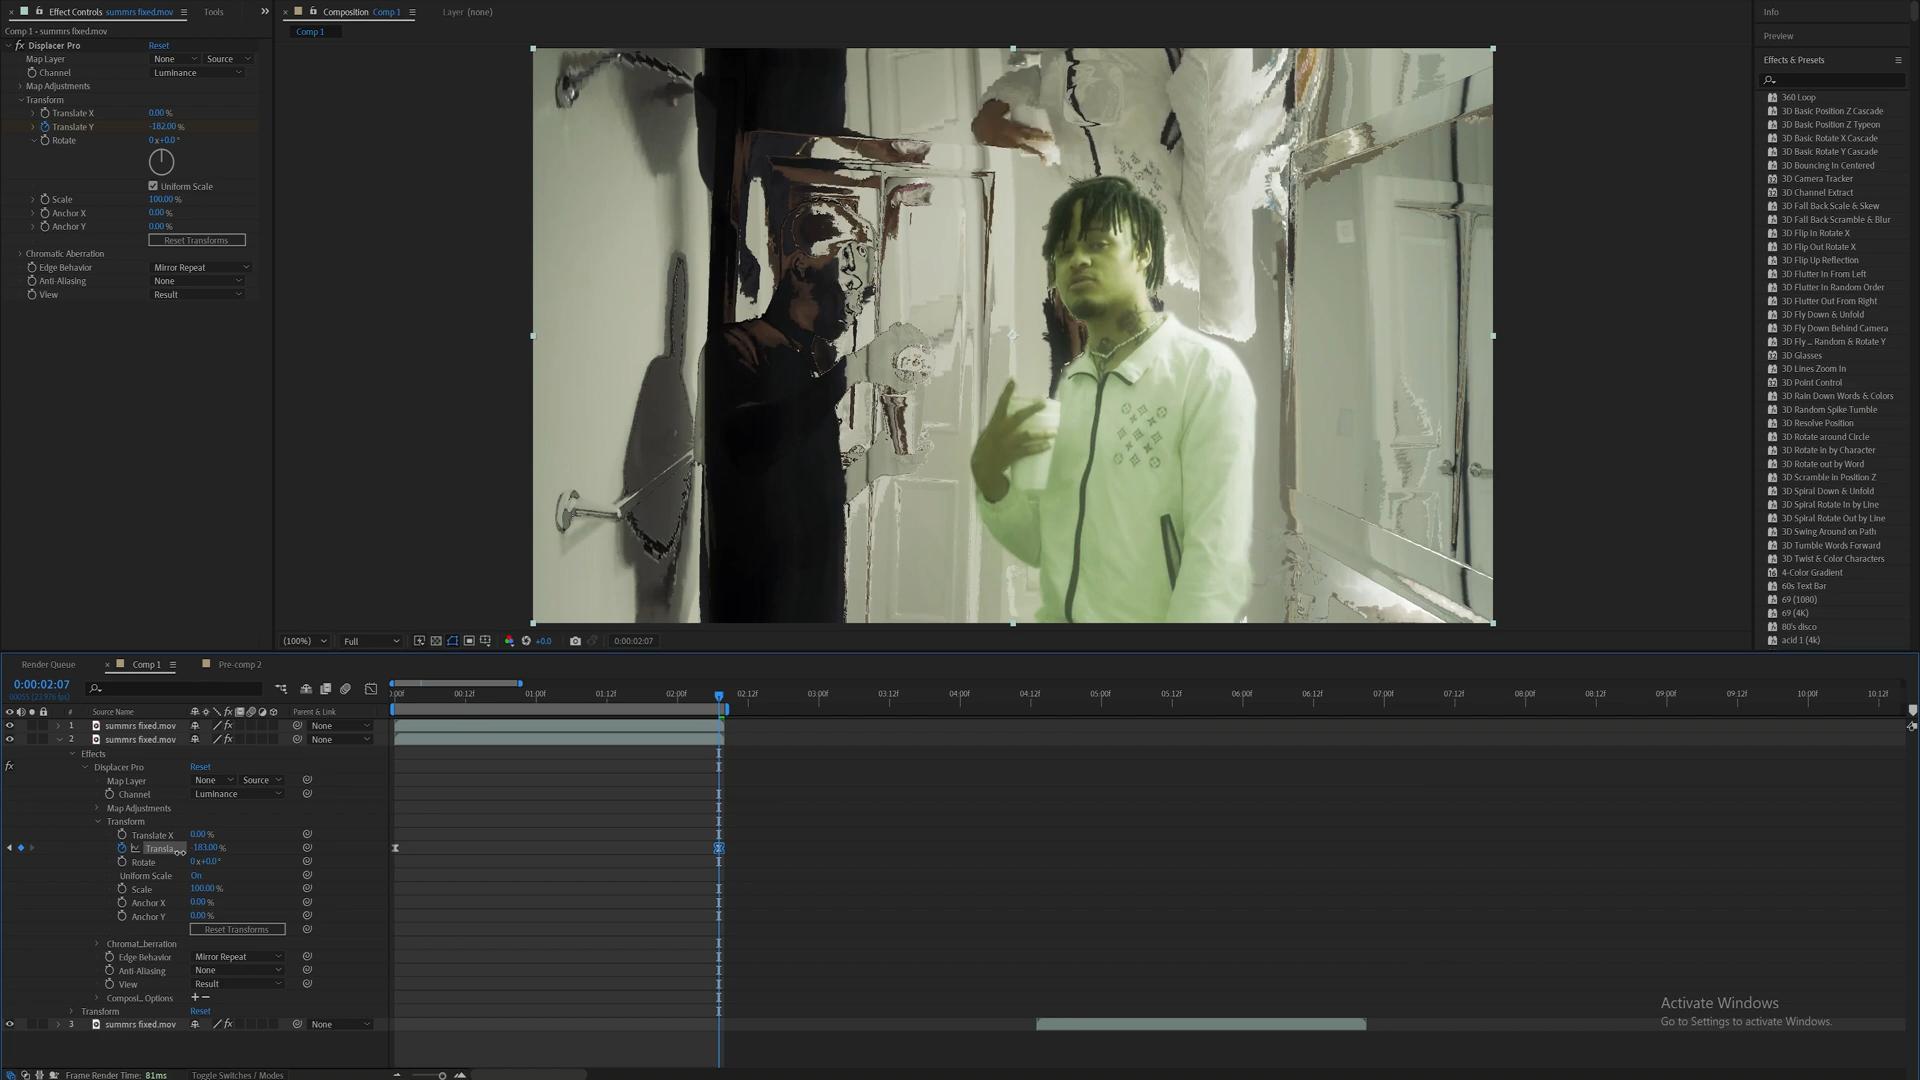 Effect Controls summrs fixed.mov
Tools
Comp 1 - summrs fixed.mov
fx Displacer Pro Reset
Map Layer None Source
Channel Luminance
Map Adjustments
Transform
Translate X 0.00 %
Translate Y -182.00 %
Rotate 0 x+0.0 °
Uniform Scale
Scale 100.00 %
Anchor X 0.00 %
Anchor Y 0.00 %
Reset Transforms
Chromatic Aberration
Edge Behavior Mirror Repeat
Anti-Aliasing None
View Result
Composition Comp 1
Layer (none)
Comp 1
(100%) Full +0.0 0:00:02:07
Info
Preview
Effects & Presets
360 Loop
3D Basic Position Z Cascade
3D Basic Position Z Typeon
3D Basic Rotate X Cascade
3D Basic Rotate Y Cascade
3D Bouncing In Centered
3D Camera Tracker
3D Channel Extract
3D Fall Back Scale & Skew
3D Fall Back Scramble & Blur
3D Flip In Rotate X
3D Flip Out Rotate X
3D Flip Up Reflection
3D Flutter In From Left
3D Flutter In Random Order
3D Flutter Out From Right
3D Fly Down & Unfold
3D Fly Down Behind Camera
3D Fly ... Random & Rotate Y
3D Glasses
3D Lines Zoom In
3D Point Control
3D Rain Down Words & Colors
3D Random Spike Tumble
3D Resolve Position
3D Rotate around Circle
3D Rotate in by Character
3D Rotate out by Word
3D Scramble in Position Z
3D Spiral Down & Unfold
3D Spiral Rotate In by Line
3D Spiral Rotate Out by Line
3D Swing Around on Path
3D Tumble Words Forward
3D Twist & Color Characters
4-Color Gradient
60s Text Bar
69 (1080)
69 (4K)
80's disco
acid 1 (4k)
Render Queue Comp 1 Pre-comp 2
0:00:02:07
00055 (23.976 fps)
:00f 00:12f 01:00f 01:12f 02:00f 02:12f 03:00f 03:12f 04:00f 04:12f 05:00f 05:12f 06:00f 06:12f 07:00f 07:12f 08:00f 08:12f 09:00f 09:12f 10:00f 10:12f
# Source Name fx Parent & Link
1 summrs fixed.mov fx None
2 summrs fixed.mov fx None
Effects
fx Displacer Pro Reset
Map Layer None Source
Channel Luminance
Map Adjustments
Transform
Translate X 0.00 %
Transla... -183.00 %
Rotate 0 x+0.0 °
Uniform Scale On
Scale 100.00 %
Anchor X 0.00 %
Anchor Y 0.00 %
Reset Transforms
Chromat...berration
Edge Behavior Mirror Repeat
Anti-Aliasing None
View Result
Composi... Options + −
Transform Reset
3 summrs fixed.mov fx None
Activate Windows
Go to Settings to activate Windows.
Frame Render Time: 81ms
Toggle Switches / Modes